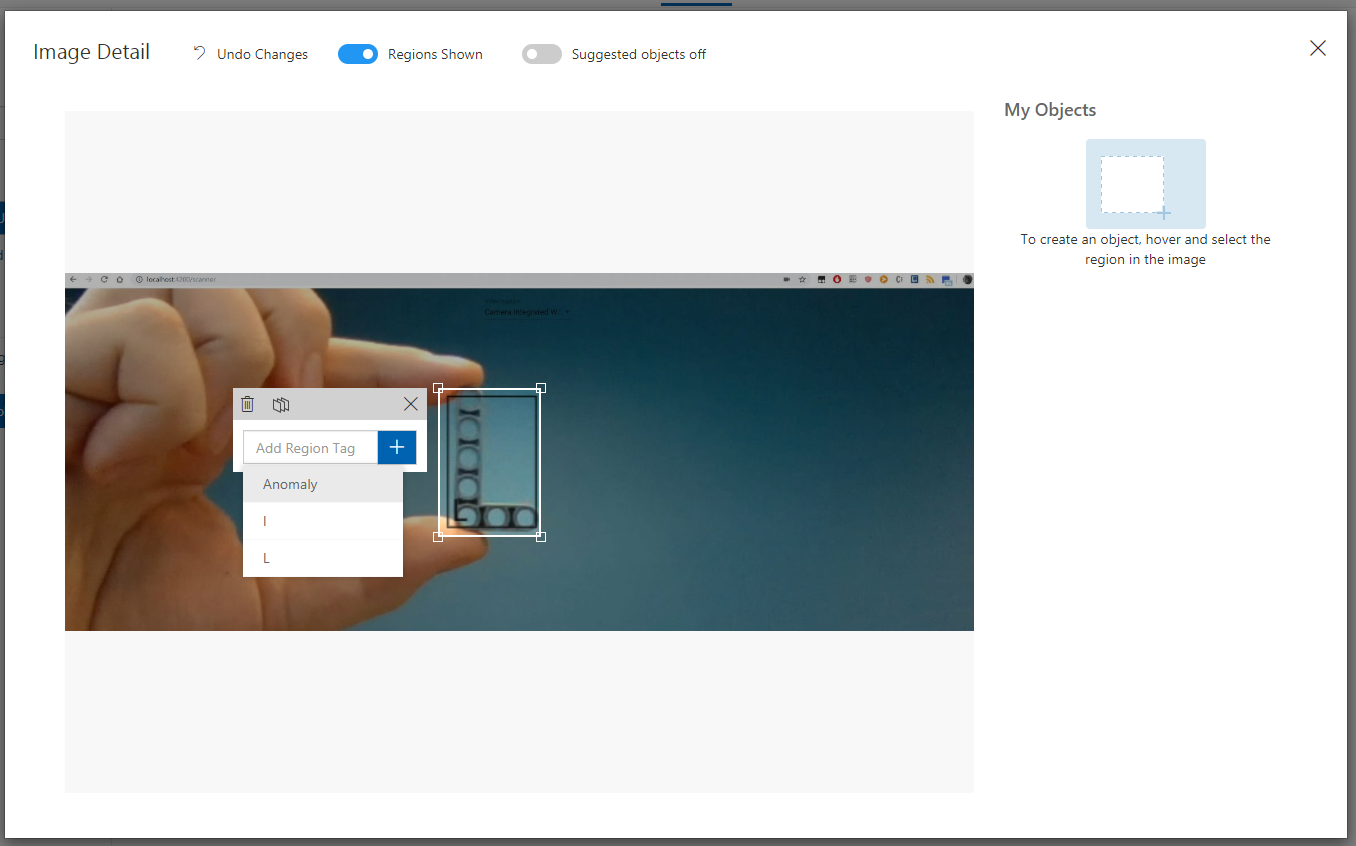 Image Detail
Undo Changes
Regions Shown
Suggested objects off
My Objects
To create an object, hover and select the
region in the image
localhost:4200/scanner
Camera Integrated W...
Add Region Tag
Anomaly
I
L
L